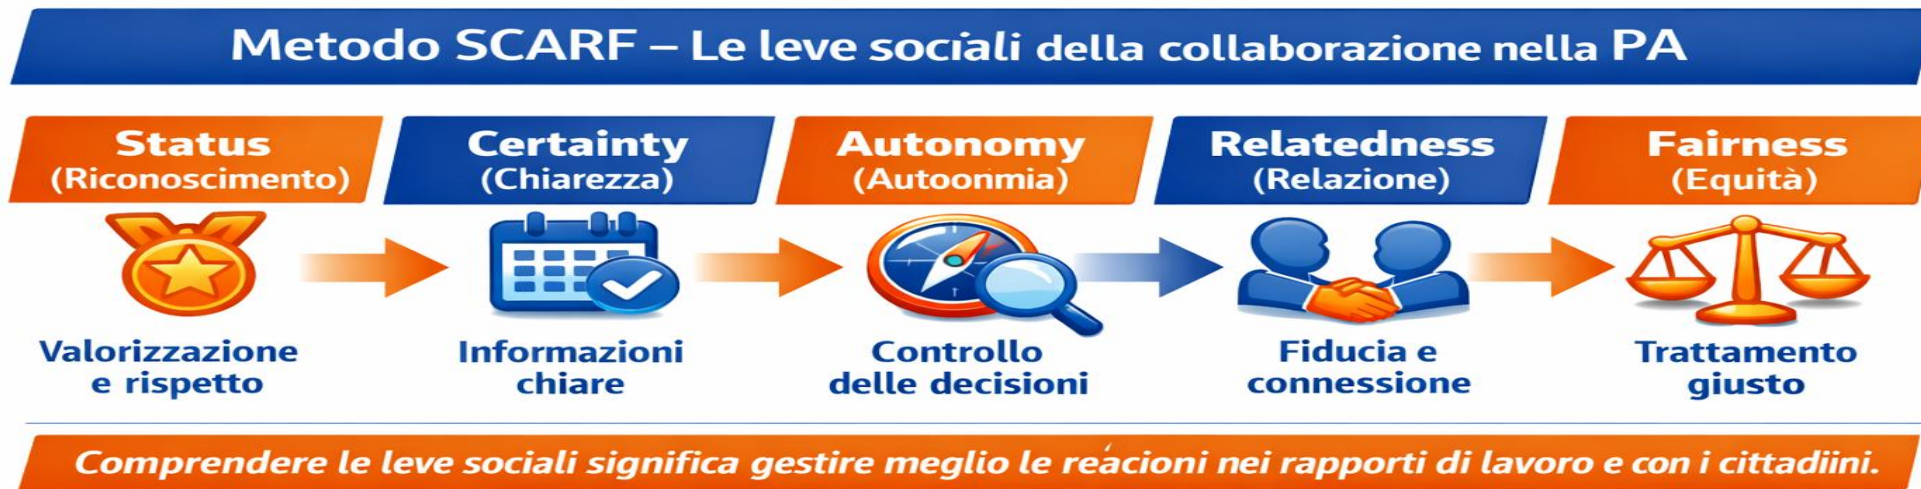 Metodo SCARF – Le leve sociali della collaborazione nella PA
Status
(Riconoscimento)
Certainty
(Chiarezza)
Autonomy
(Autoonmia)
Relatedness
(Relazione)
Fairness
(Equità)
Valorizzazione
e rispetto
Informazioni
chiare
Controllo
delle decisioni
Fiducia e
connessione
Trattamento
giusto
Comprendere le leve sociali significa gestire meglio le reácioni nei rapporti di lavoro e con i cittadiini.